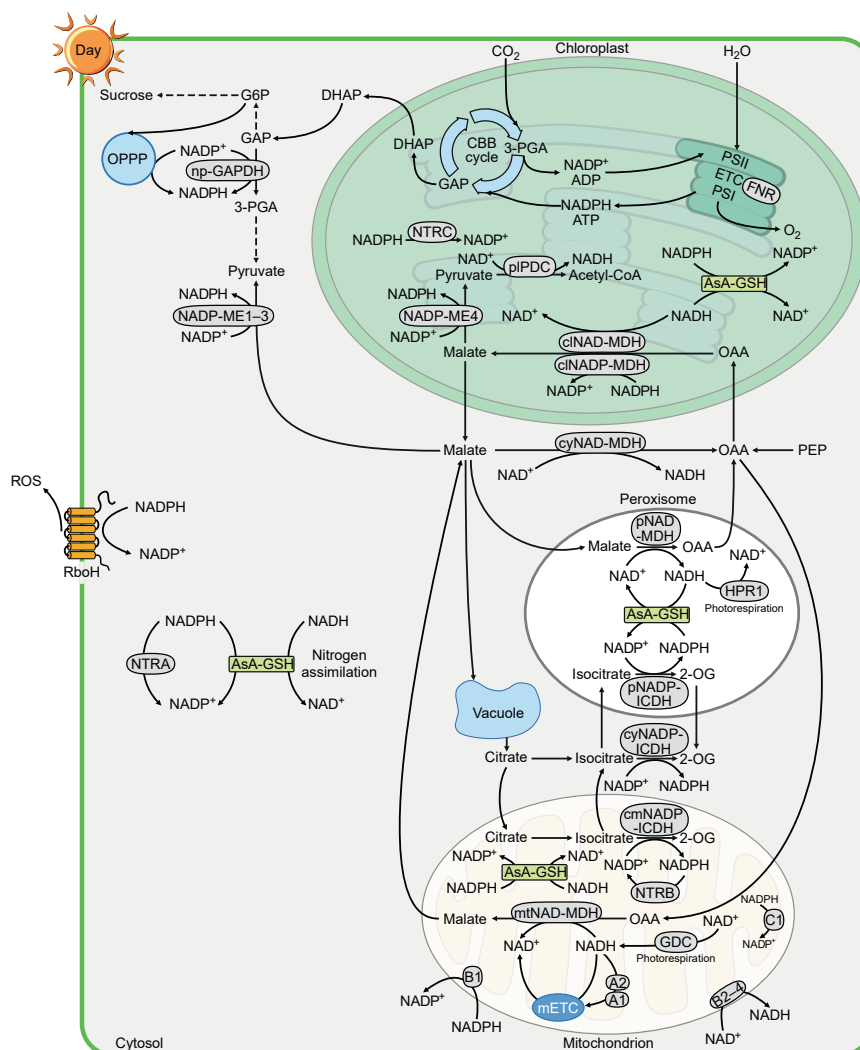 Day
CO2
Chloroplast
H2O
Sucrose
G6P
DHAP
GAP
DHAP
CBB
cycle
3-PGA
PSII
OPPP
NADP+
np-GAPDH
NADPH
GAP
NADP+
ADP
ETC
FNR
PSI
NADPH
ATP
3-PGA
O2
NTRC
NADPH
NADP+
NADPH
NADP+
NAD+
plPDC
NADH
Pyruvate
Acetyl-CoA
AsA-GSH
Pyruvate
NADPH
NADP-ME1–3
NADP+
NADPH
NADP-ME4
NADP+
NAD+
NADH
NAD+
clNAD-MDH
Malate
clNADP-MDH
OAA
NADP+
NADPH
Malate
cyNAD-MDH
OAA
PEP
NAD+
NADH
Peroxisome
ROS
NADPH
NADP+
RboH
pNAD
-MDH
Malate
OAA
NAD+
NAD+
NADH
HPR1
Photorespiration
AsA-GSH
NADP+
NADPH
Isocitrate
2-OG
pNADP-
ICDH
NADPH
NADH
NTRA
AsA-GSH
Nitrogen
assimilation
NADP+
NAD+
Vacuole
cyNADP-
ICDH
Citrate
Isocitrate
2-OG
NADP+
NADPH
cmNADP
-ICDH
Citrate
Isocitrate
2-OG
NADP+
NAD+
NADP+
NADPH
AsA-GSH
NADPH
NADH
NTRB
Malate
mtNAD-MDH
OAA
NADPH
C1
NADP+
NAD+
NAD+
NADH
GDC
Photorespiration
B1
A2
A1
mETC
NADP+
NADPH
B2–4
NADH
NAD+
Cytosol
Mitochondrion